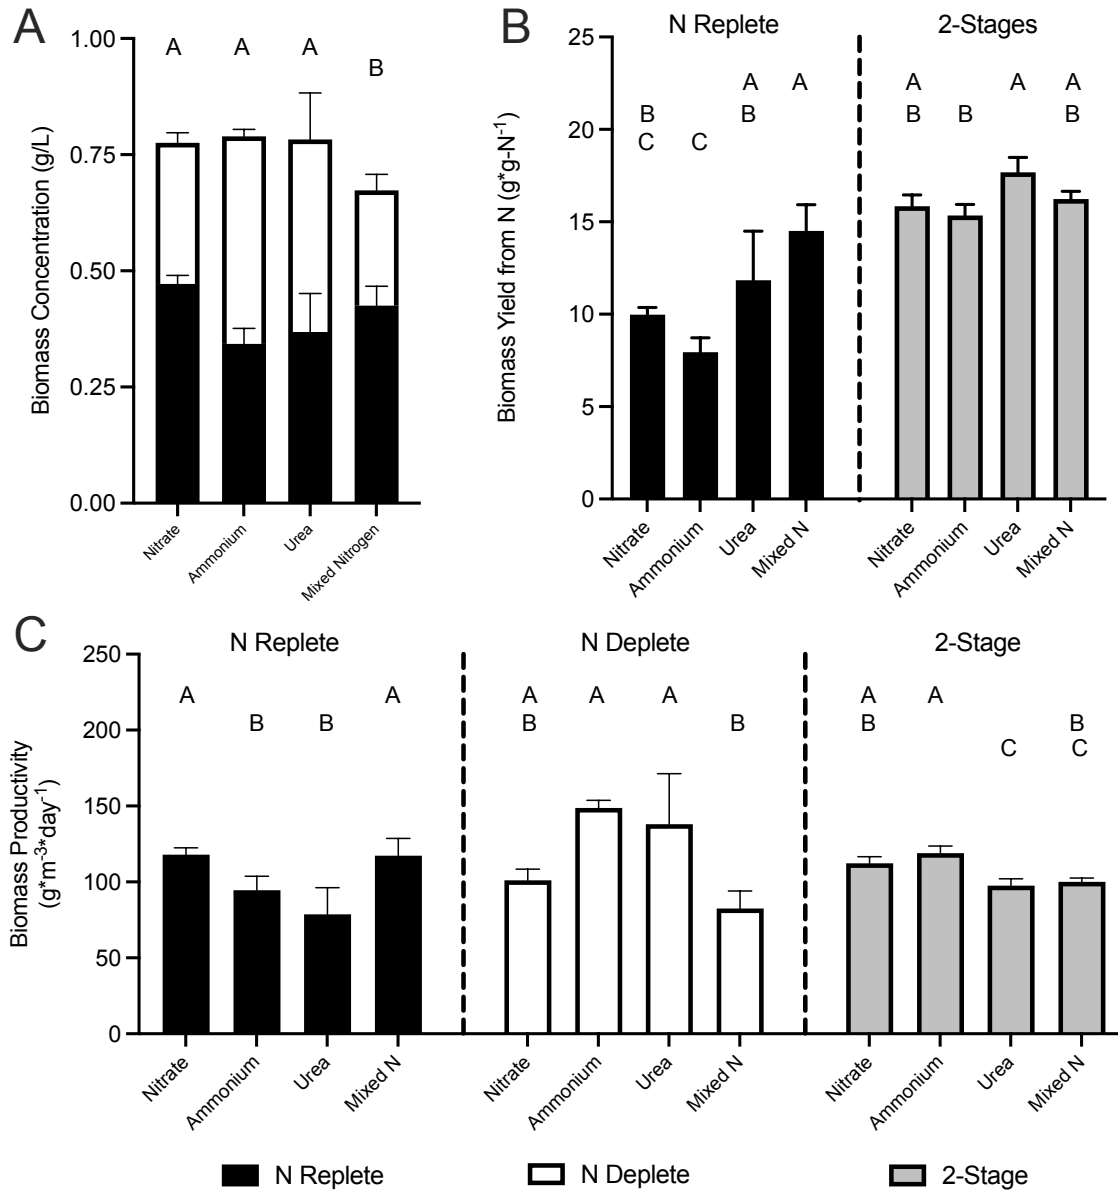 A
Biomass Concentration (g/L)
1.00
0.75
0.50
0.25
0.00
A A A B
Nitrate
Ammonium
Urea
Mixed Nitrogen
B
N Replete 2-Stages
Biomass Yield from N (g*g-N⁻¹)
25
20
15
10
5
0
A A A A A
B B B B B
C C
Nitrate
Ammonium
Urea
Mixed N
Nitrate
Ammonium
Urea
Mixed N
C
N Replete N Deplete 2-Stage
Biomass Productivity
(g*m⁻³*day⁻¹)
250
200
150
100
50
0
A A A A A A A
B B B B B B
C C
Nitrate
Ammonium
Urea
Mixed N
Nitrate
Ammonium
Urea
Mixed N
Nitrate
Ammonium
Urea
Mixed N
N Replete N Deplete 2-Stage